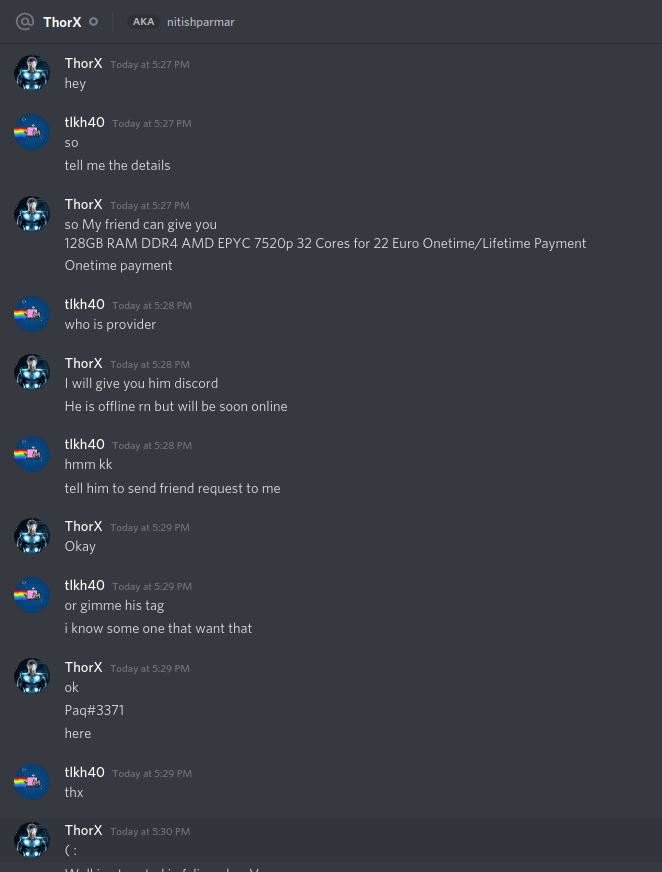 ThorX AKA nitishparmar
ThorX Today at 5:27 PM
hey
tlkh40 Today at 5:27 PM
so
tell me the details
ThorX Today at 5:27 PM
so My friend can give you
128GB RAM DDR4 AMD EPYC 7520p 32 Cores for 22 Euro Onetime/Lifetime Payment
Onetime payment
tlkh40 Today at 5:28 PM
who is provider
ThorX Today at 5:28 PM
I will give you him discord
He is offline rn but will be soon online
tlkh40 Today at 5:28 PM
hmm kk
tell him to send friend request to me
ThorX Today at 5:29 PM
Okay
tlkh40 Today at 5:29 PM
or gimme his tag
i know some one that want that
ThorX Today at 5:29 PM
ok
Paq#3371
here
tlkh40 Today at 5:29 PM
thx
ThorX Today at 5:30 PM
( :